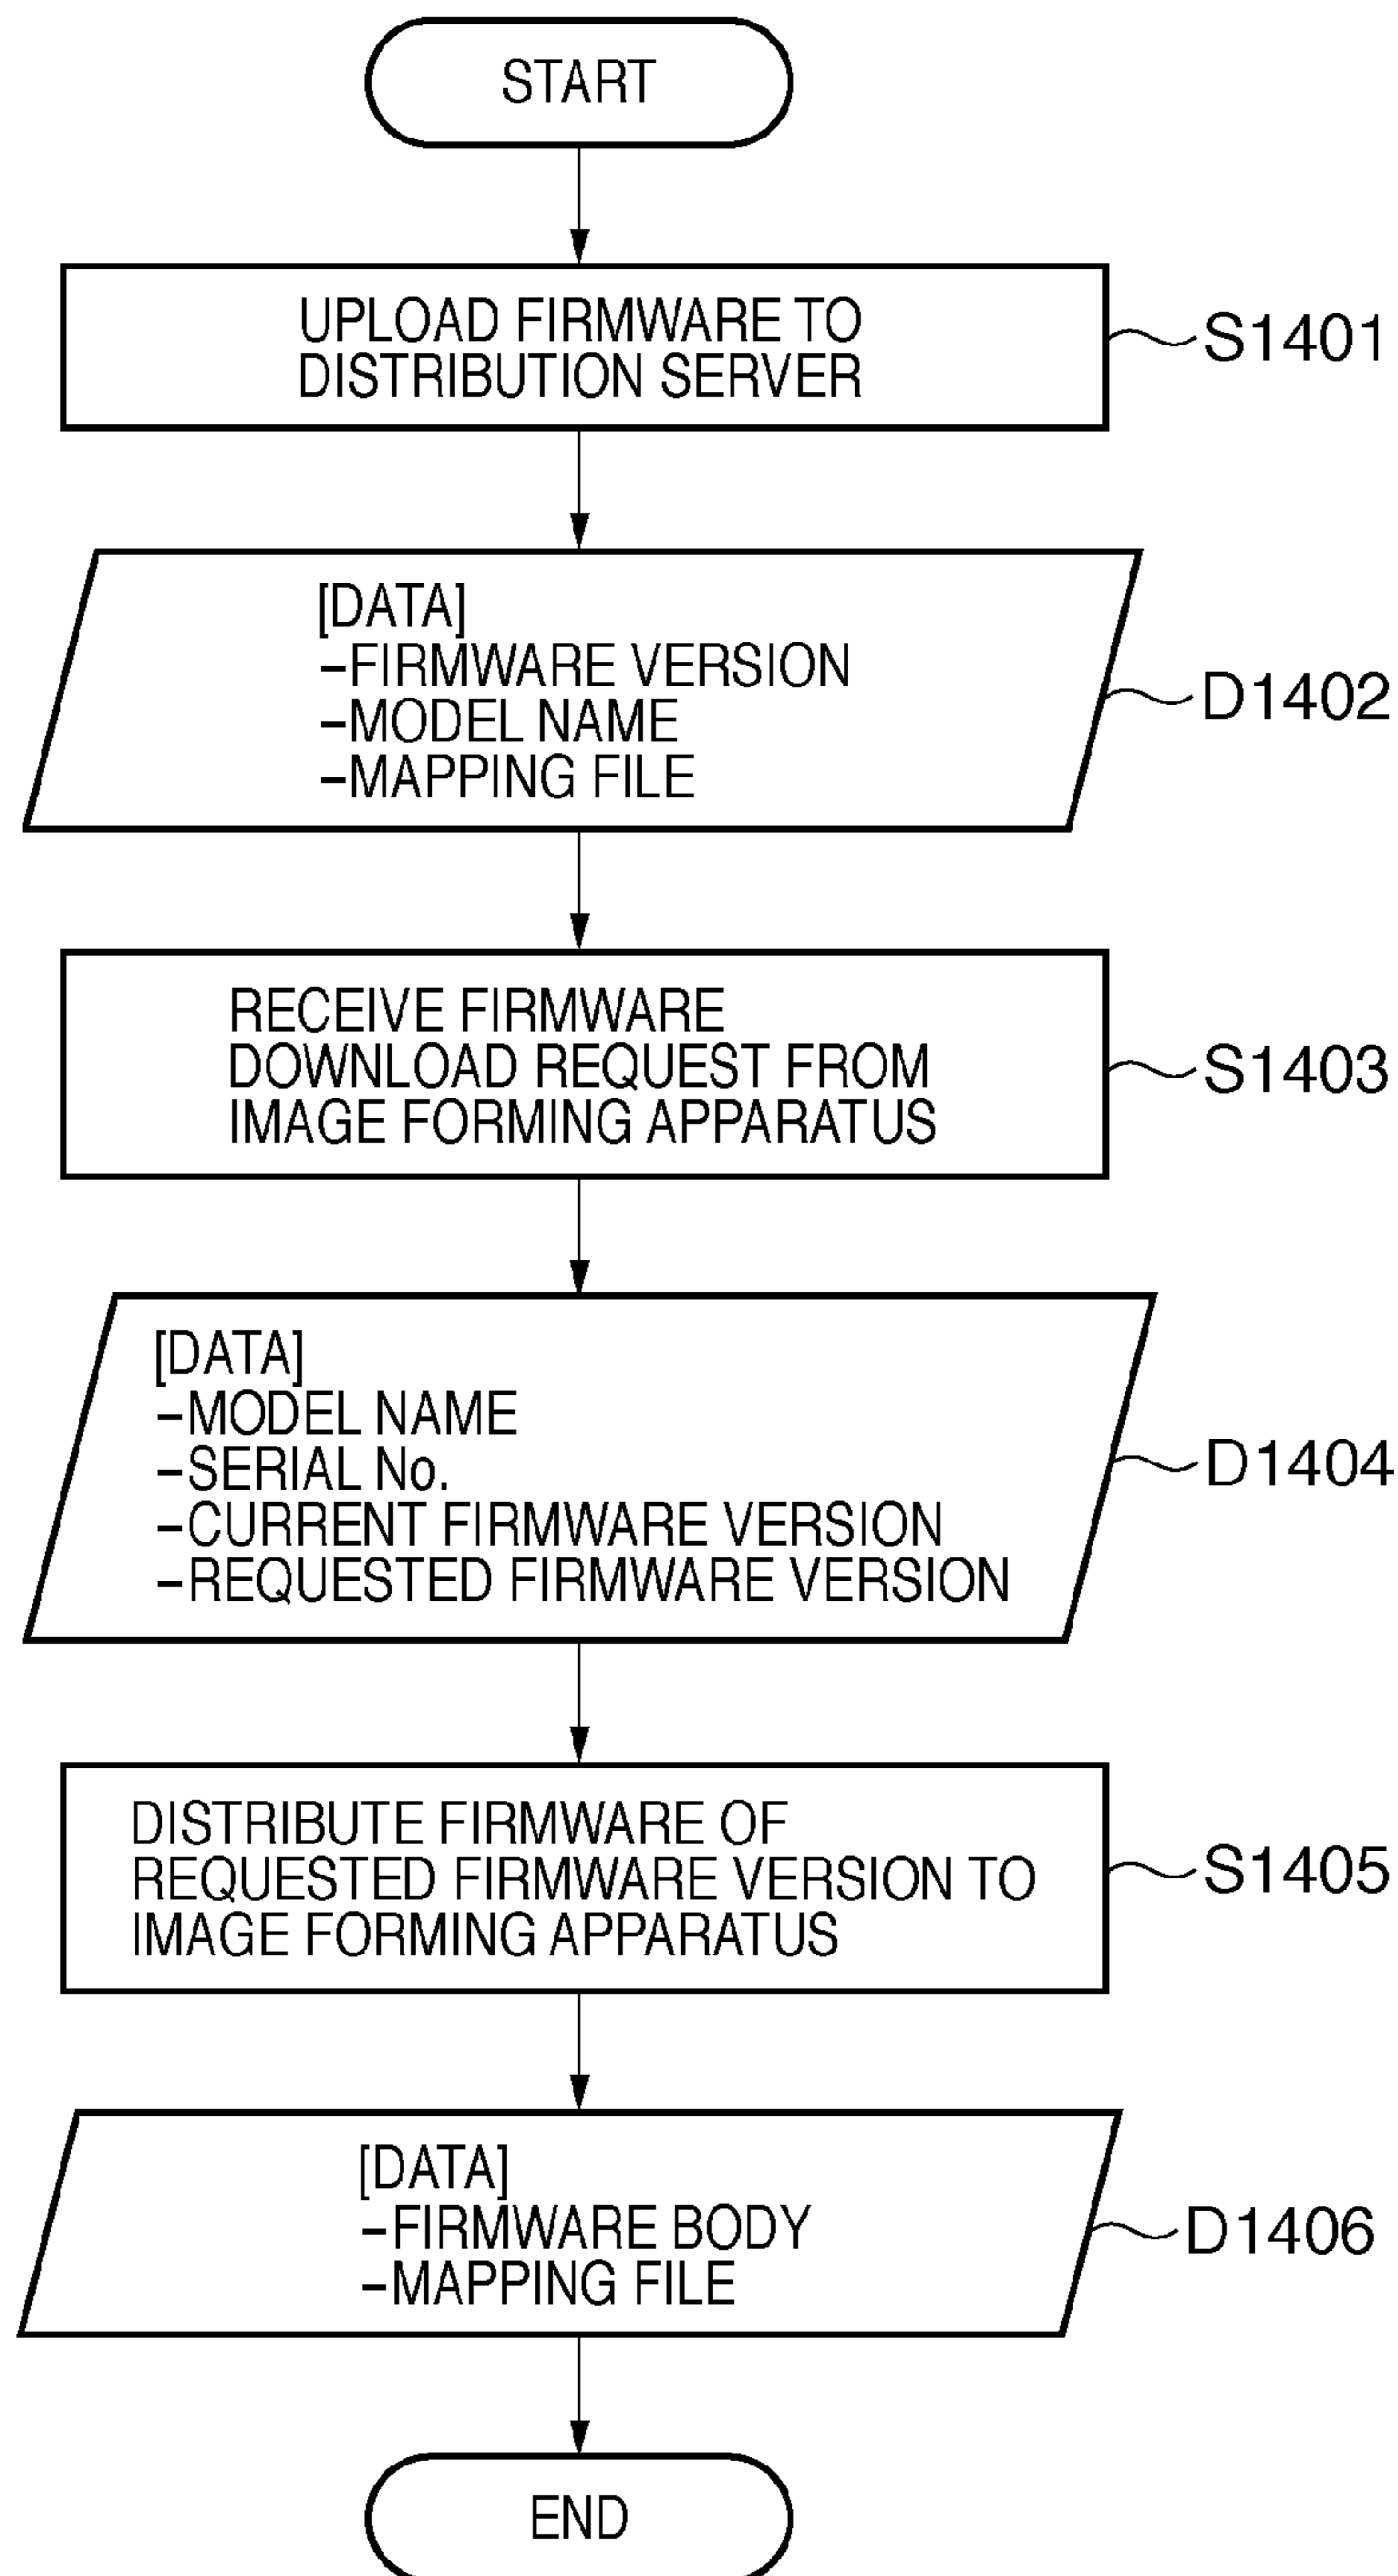 START
UPLOAD FIRMWARE TO
DISTRIBUTION SERVER
S1401
[DATA]
-FIRMWARE VERSION
-MODEL NAME
-MAPPING FILE
D1402
RECEIVE FIRMWARE
DOWNLOAD REQUEST FROM
IMAGE FORMING APPARATUS
S1403
[DATA]
-MODEL NAME
-SERIAL No.
-CURRENT FIRMWARE VERSION
-REQUESTED FIRMWARE VERSION
D1404
DISTRIBUTE FIRMWARE OF
REQUESTED FIRMWARE VERSION TO
IMAGE FORMING APPARATUS
S1405
[DATA]
-FIRMWARE BODY
-MAPPING FILE
D1406
END